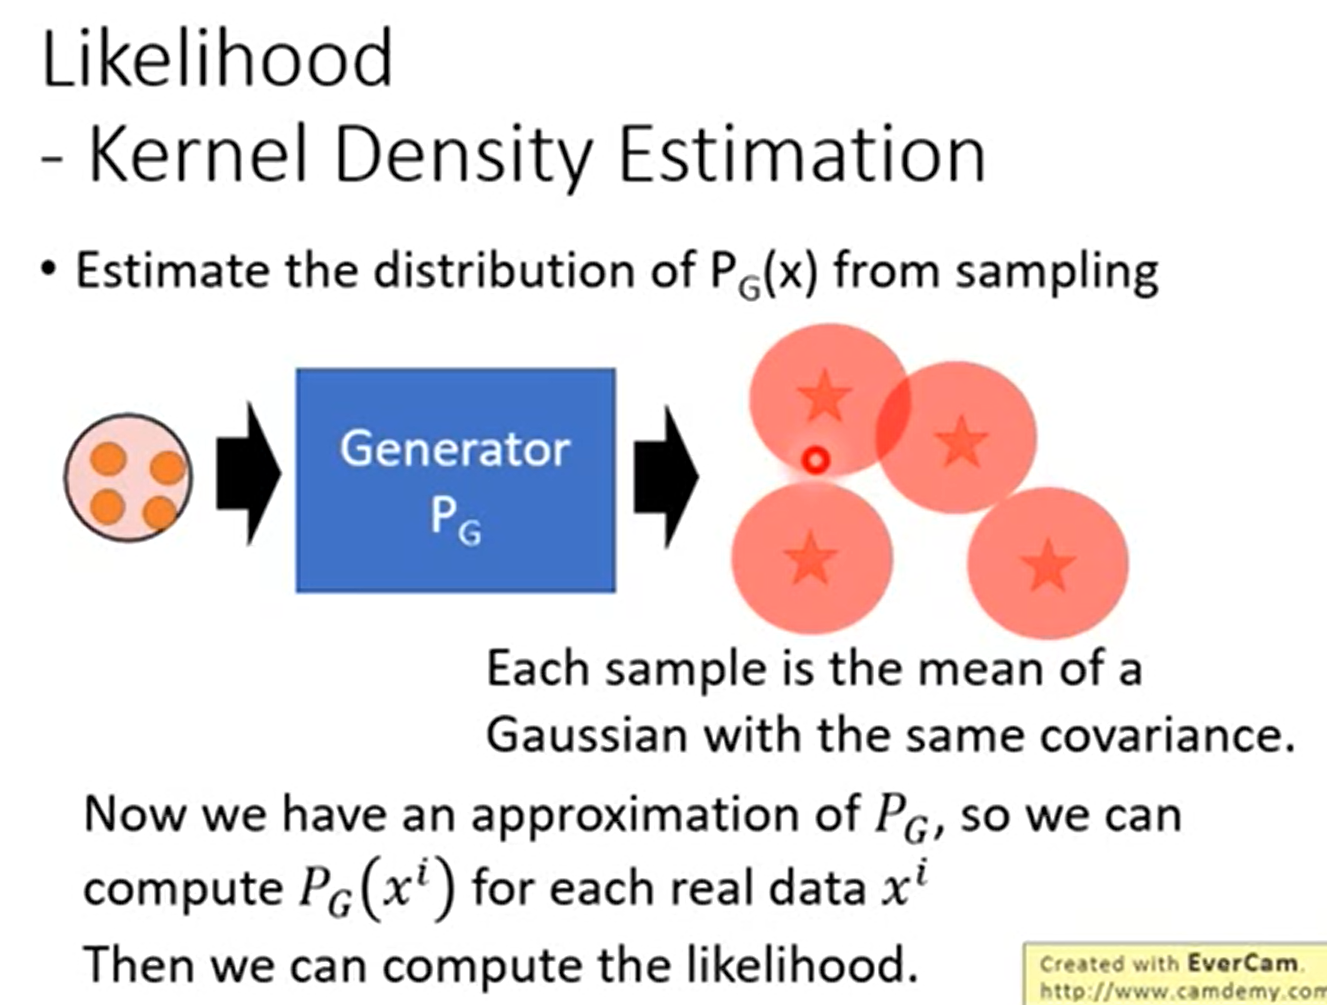 Likelihood
- Kernel Density Estimation
• Estimate the distribution of P_G(x) from sampling
Generator
P_G
Each sample is the mean of a
Gaussian with the same covariance.
Now we have an approximation of P_G, so we can
compute P_G(x^i) for each real data x^i
Then we can compute the likelihood.
Created with EverCam.
http://www.camdemy.com